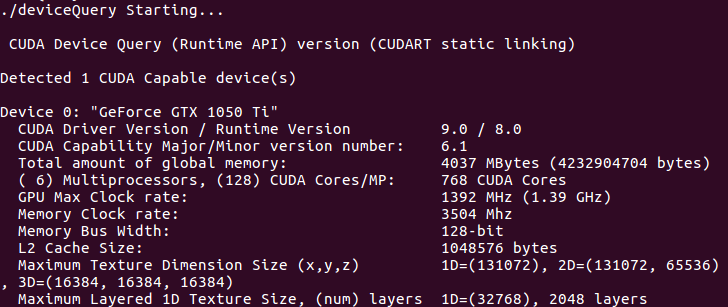 ./deviceQuery Starting...
CUDA Device Query (Runtime API) version (CUDART static linking)
Detected 1 CUDA Capable device(s)
Device 0: "GeForce GTX 1050 Ti"
CUDA Driver Version / Runtime Version 9.0 / 8.0
CUDA Capability Major/Minor version number: 6.1
Total amount of global memory: 4037 MBytes (4232904704 bytes)
( 6) Multiprocessors, (128) CUDA Cores/MP: 768 CUDA Cores
GPU Max Clock rate: 1392 MHz (1.39 GHz)
Memory Clock rate: 3504 Mhz
Memory Bus Width: 128-bit
L2 Cache Size: 1048576 bytes
Maximum Texture Dimension Size (x,y,z) 1D=(131072), 2D=(131072, 65536)
, 3D=(16384, 16384, 16384)
Maximum Layered 1D Texture Size, (num) layers 1D=(32768), 2048 layers